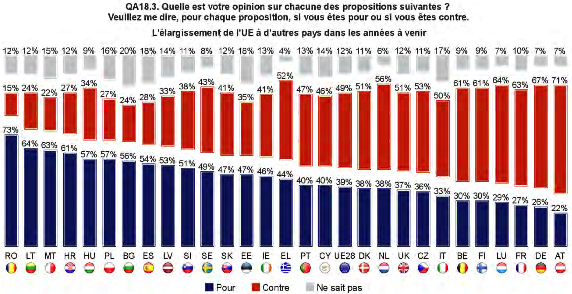 QA18.3. Quelle est votre opinion sur chacune des propositions suivantes ?
Veuillez me dire, pour chaque proposition, si vous êtes pour ou si vous êtes contre.
L'élargissement de l'UE à d'autres pays dans les années à venir
12% 12% 15% 12% 9% 16% 20% 18% 14% 11% 8% 12% 18% 13% 4% 13% 14% 12% 11% 6% 12% 11% 17% 9% 9% 7% 10% 7% 7%
15% 24% 22% 27% 34% 27% 24% 28% 33% 38% 43% 41% 35% 41% 52% 47% 46% 49% 51% 56% 51% 53% 50% 61% 61% 64% 63% 67% 71%
73% 64% 63% 61% 57% 57% 56% 54% 53% 51% 49% 47% 47% 46% 44% 40% 40% 39% 38% 38% 37% 36% 33% 30% 30% 29% 27% 26% 22%
RO LT MT HR HU PL BG ES LV SI SE SK EE IE EL PT CY UE28 DK NL UK CZ IT BE FI LU FR DE AT
Pour Contre Ne sait pas